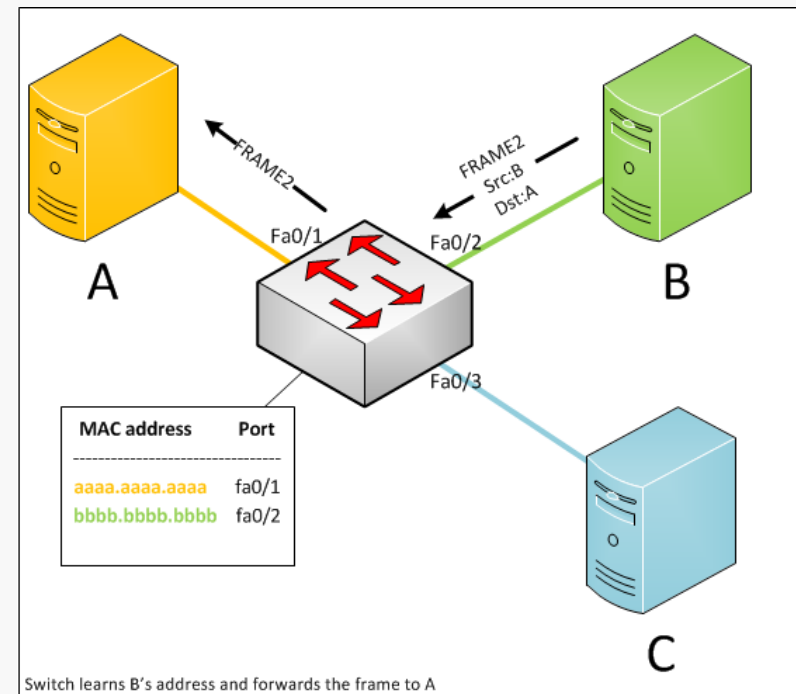 FRAME2
FRAME2
Src:B
Dst:A
Fa0/1
Fa0/2
A
B
Fa0/3
MAC address Port
----------------------------------
aaaa.aaaa.aaaa fa0/1
bbbb.bbbb.bbbb fa0/2
C
Switch learns B's address and forwards the frame to A